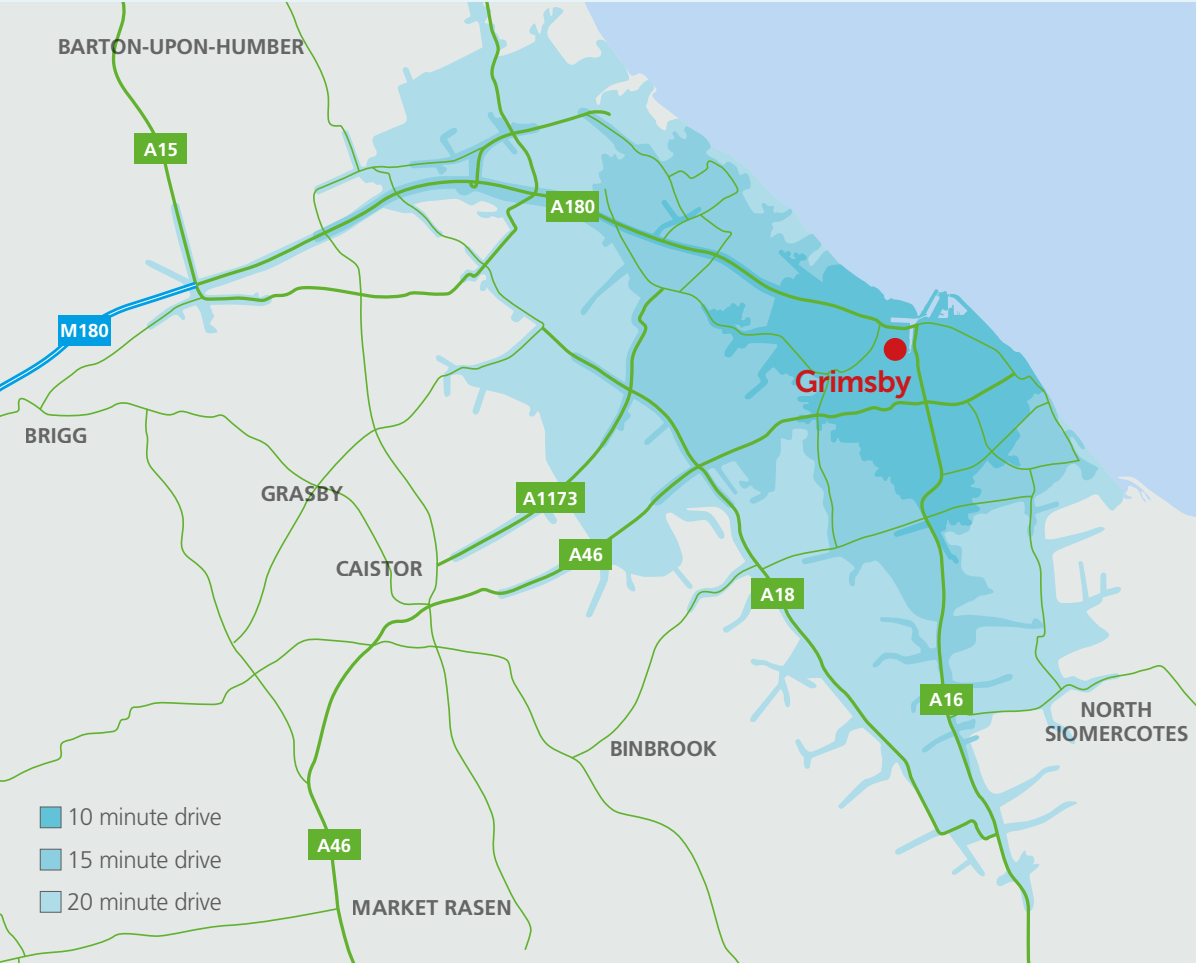 BARTON-UPON-HUMBER
A15
A180
M180
Grimsby
BRIGG
GRASBY
A1173
CAISTOR
A46
A18
A16
NORTH
SIOMERCOTES
BINBROOK
10 minute drive
15 minute drive
20 minute drive
A46
MARKET RASEN